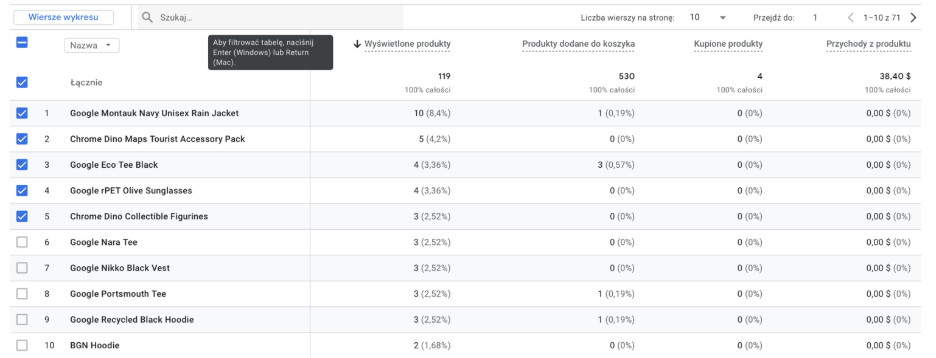 Wiersze wykresu Szukaj… Liczba wierszy na stronę: 10 Przejdź do: 1 1–10 z 71
Nazwa Aby filtrować tabelę, naciśnij Enter (Windows) lub Return (Mac). Wyświetlone produkty Produkty dodane do koszyka Kupione produkty Przychody z produktu
Łącznie 119 530 4 38,40 $
100% całości 100% całości 100% całości 100% całości
1 Google Montauk Navy Unisex Rain Jacket 10 (8,4%) 1 (0,19%) 0 (0%) 0,00 $ (0%)
2 Chrome Dino Maps Tourist Accessory Pack 5 (4,2%) 0 (0%) 0 (0%) 0,00 $ (0%)
3 Google Eco Tee Black 4 (3,36%) 3 (0,57%) 0 (0%) 0,00 $ (0%)
4 Google rPET Olive Sunglasses 4 (3,36%) 0 (0%) 0 (0%) 0,00 $ (0%)
5 Chrome Dino Collectible Figurines 3 (2,52%) 0 (0%) 0 (0%) 0,00 $ (0%)
6 Google Nara Tee 3 (2,52%) 0 (0%) 0 (0%) 0,00 $ (0%)
7 Google Nikko Black Vest 3 (2,52%) 0 (0%) 0 (0%) 0,00 $ (0%)
8 Google Portsmouth Tee 3 (2,52%) 1 (0,19%) 0 (0%) 0,00 $ (0%)
9 Google Recycled Black Hoodie 3 (2,52%) 1 (0,19%) 0 (0%) 0,00 $ (0%)
10 BGN Hoodie 2 (1,68%) 0 (0%) 0 (0%) 0,00 $ (0%)